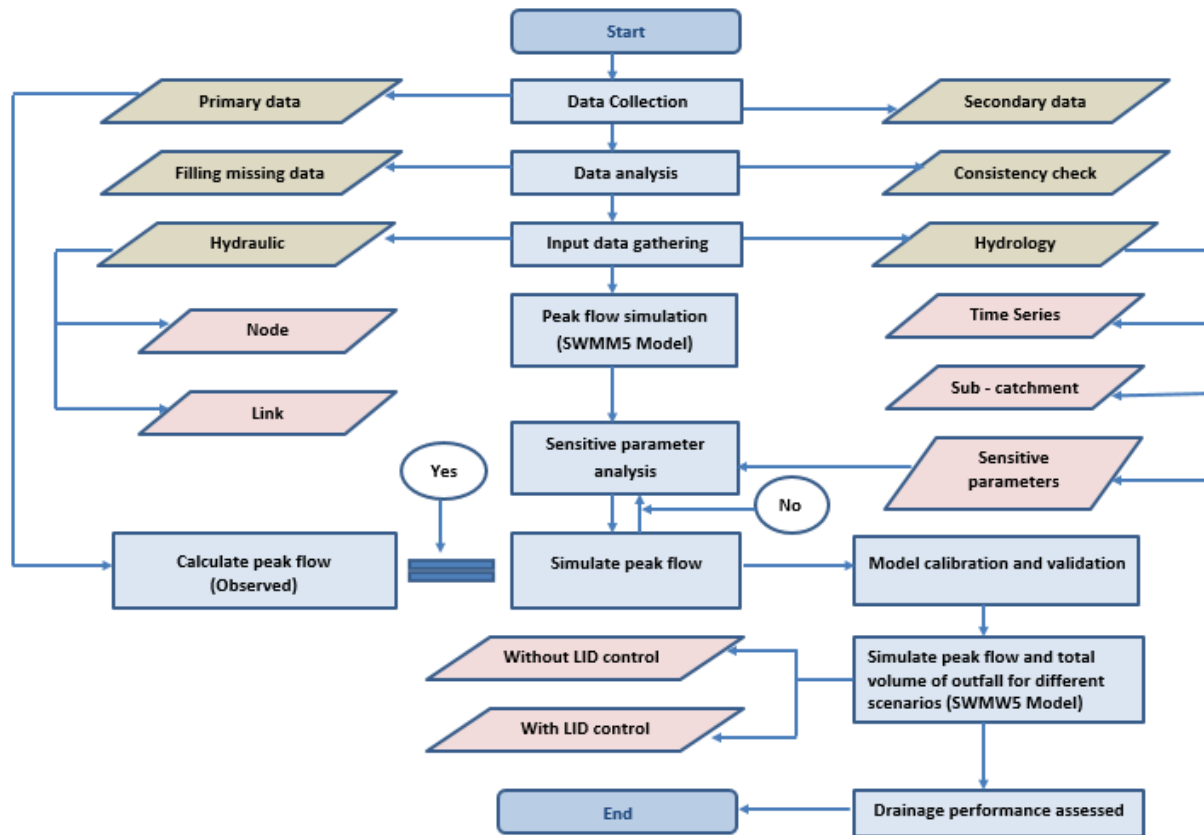 Start
Primary data
Data Collection
Secondary data
Filling missing data
Data analysis
Consistency check
Hydraulic
Input data gathering
Hydrology
Peak flow simulation
(SWMM5 Model)
Node
Time Series
Link
Sub - catchment
Yes
Sensitive parameter
analysis
Sensitive
parameters
No
Calculate peak flow
(Observed)
Simulate peak flow
Model calibration and validation
Without LID control
With LID control
Simulate peak flow and total
volume of outfall for different
scenarios (SWMW5 Model)
End
Drainage performance assessed